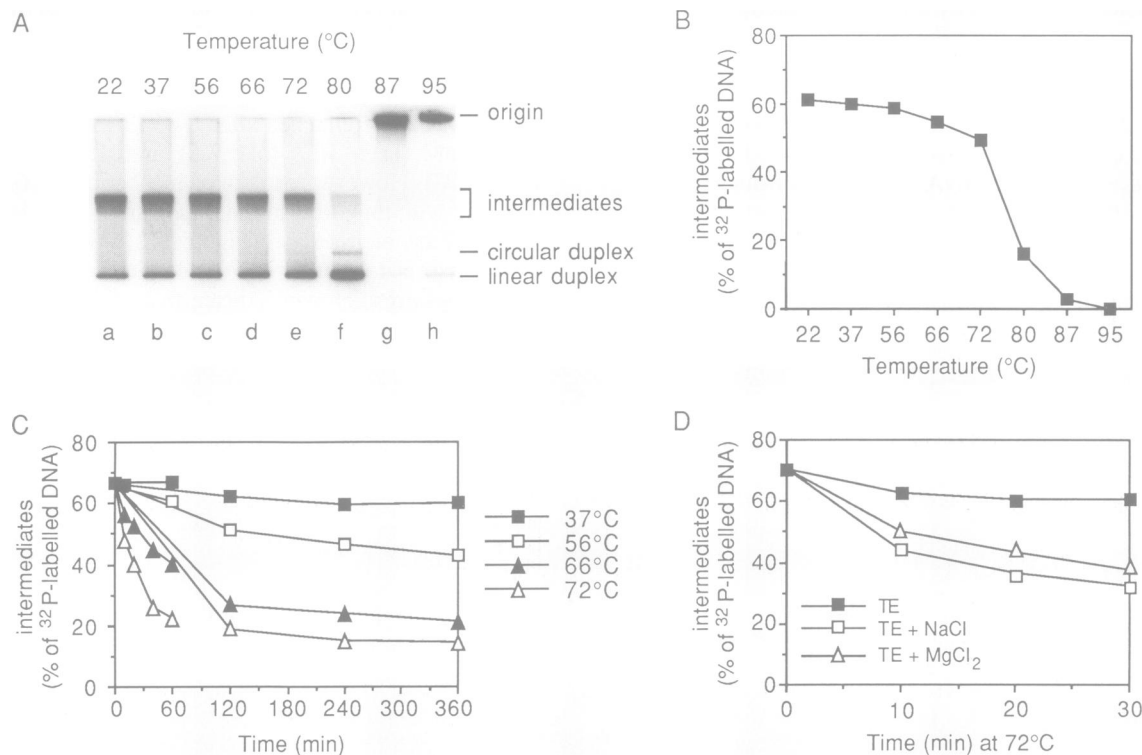 A
Temperature (°C)
22 37 56 66 72 80 87 95
origin
intermediates
circular duplex
linear duplex
a b c d e f g h
B
intermediates
(% of ³² P-labelled DNA)
80
60
40
20
0
22 37 56 66 72 80 87 95
Temperature (°C)
C
intermediates
(% of ³² P-labelled DNA)
80
60
40
20
0
0 60 120 180 240 300 360
Time (min)
37°C
56°C
66°C
72°C
D
intermediates
(% of ³² P-labelled DNA)
80
60
40
20
0
TE
TE + NaCl
TE + MgCl₂
0 10 20 30
Time (min) at 72°C